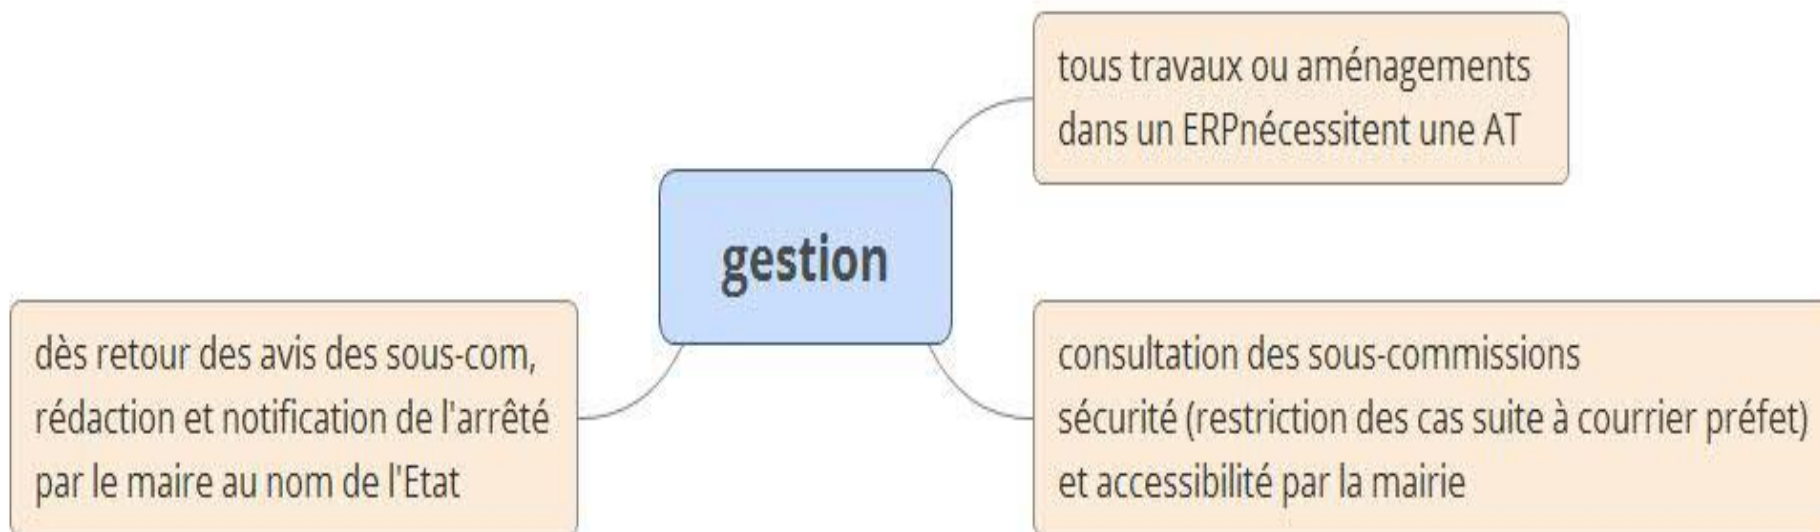 tous travaux ou aménagements
dans un ERPnécessitent une AT
gestion
dès retour des avis des sous-com,
rédaction et notification de l'arrêté
par le maire au nom de l'Etat
consultation des sous-commissions
sécurité (restriction des cas suite à courrier préfet)
et accessibilité par la mairie